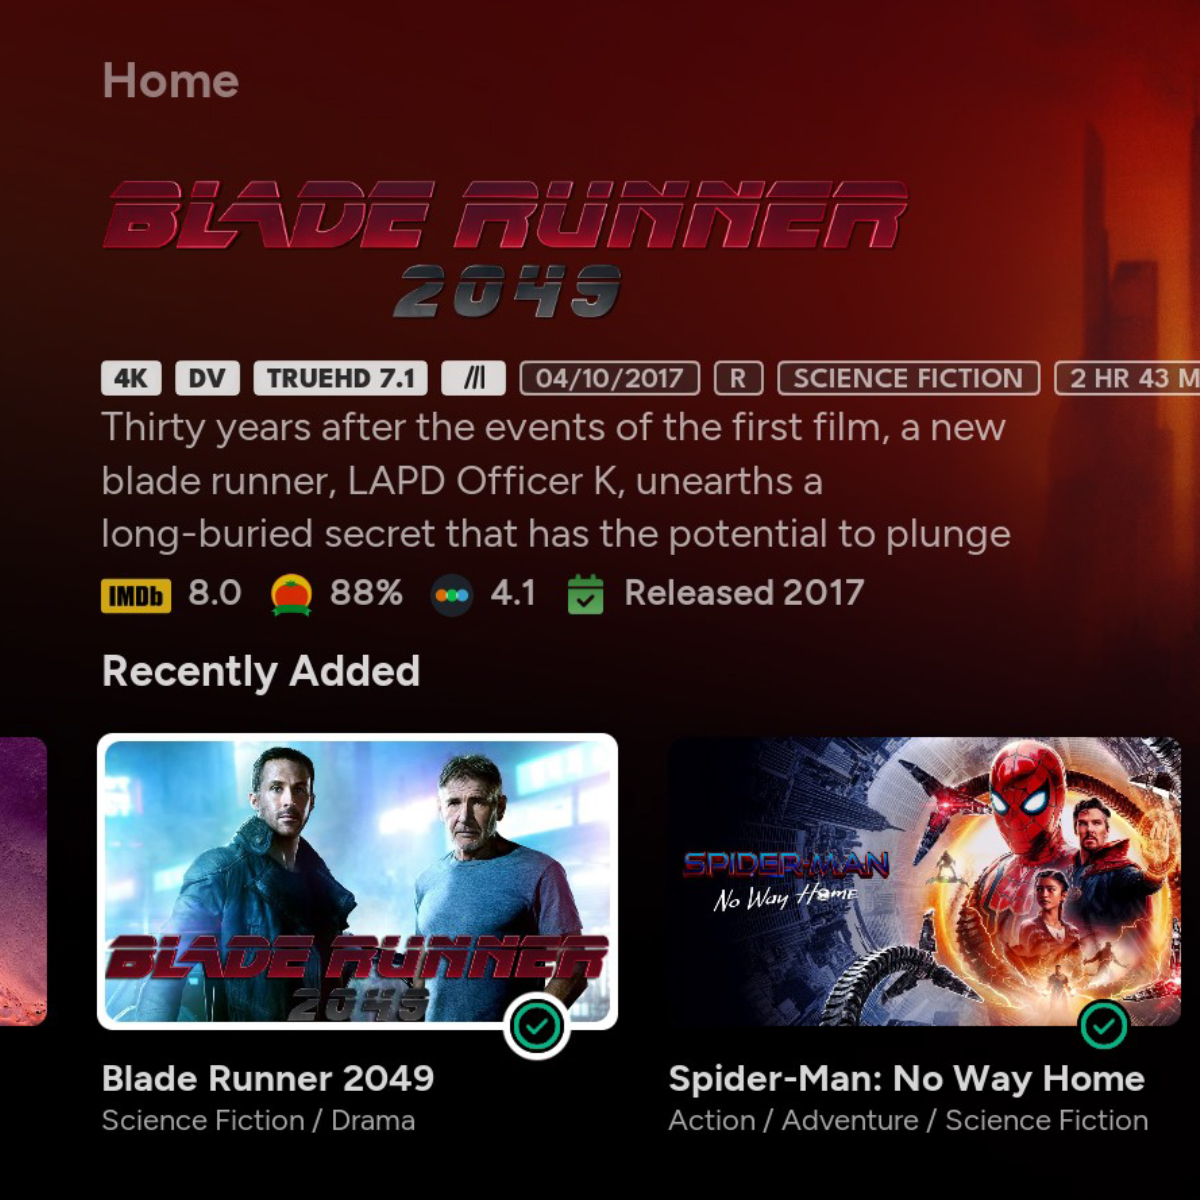 Home
BLADE RUNNER
2049
4K DV TRUEHD 7.1 04/10/2017 R SCIENCE FICTION 2 HR 43 M
Thirty years after the events of the first film, a new
blade runner, LAPD Officer K, unearths a
long-buried secret that has the potential to plunge
IMDb 8.0 88% 4.1 Released 2017
Recently Added
BLADE RUNNER
2049
SPIDER-MAN
No Way Home
Blade Runner 2049
Science Fiction / Drama
Spider-Man: No Way Home
Action / Adventure / Science Fiction